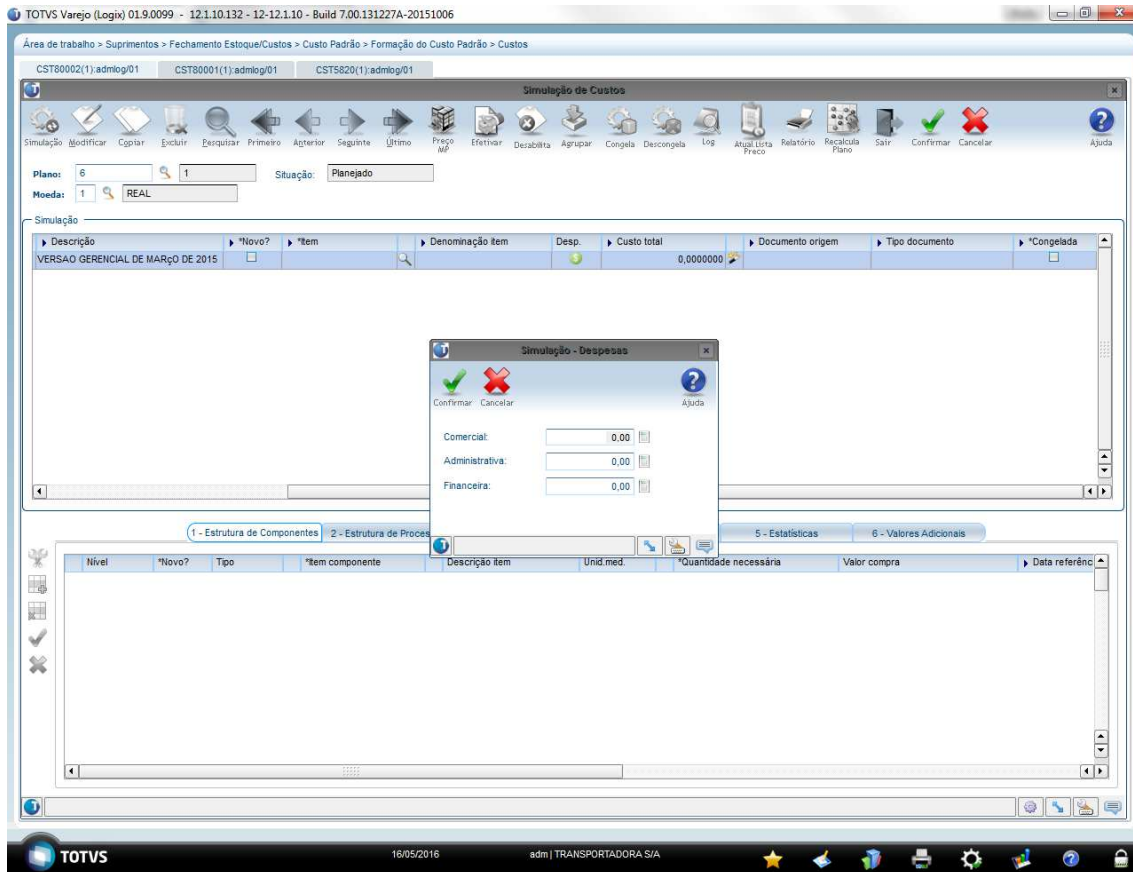 TOTVS Varejo (Logix) 01.9.0099 - 12.1.10.132 - 12-12.1.10 - Build 7.00.131227A-20151006
Área de trabalho > Suprimentos > Fechamento Estoque/Custos > Custo Padrão > Formação do Custo Padrão > Custos
CST80002(1):admlog/01 CST80001(1):admlog/01 CST5820(1):admlog/01
Simulação de Custos
Simulação Modificar Copiar Excluir Pesquisar Primeiro Anterior Seguinte Último Preço MP Efetivar Desabilita Agrupar Congela Descongela Log Atual.Lista Preco Relatório Recalcula Plano Sair Confirmar Cancelar Ajuda
Plano: 6 1 Situação: Planejado
Moeda: 1 REAL
Simulação
Descrição *Novo? *Item Denominação item Desp. Custo total Documento origem Tipo documento *Congelada
VERSAO GERENCIAL DE MARçO DE 2015 0,0000000
Simulação - Despesas
Confirmar Cancelar Ajuda
Comercial: 0,00
Administrativa: 0,00
Financeira: 0,00
1 - Estrutura de Componentes 2 - Estrutura de Proces 5 - Estatísticas 6 - Valores Adicionais
Nível *Novo? Tipo *Item componente Descrição item Unid.med. *Quantidade necessária Valor compra Data referênc
TOTVS 16/05/2016 adm | TRANSPORTADORA S/A